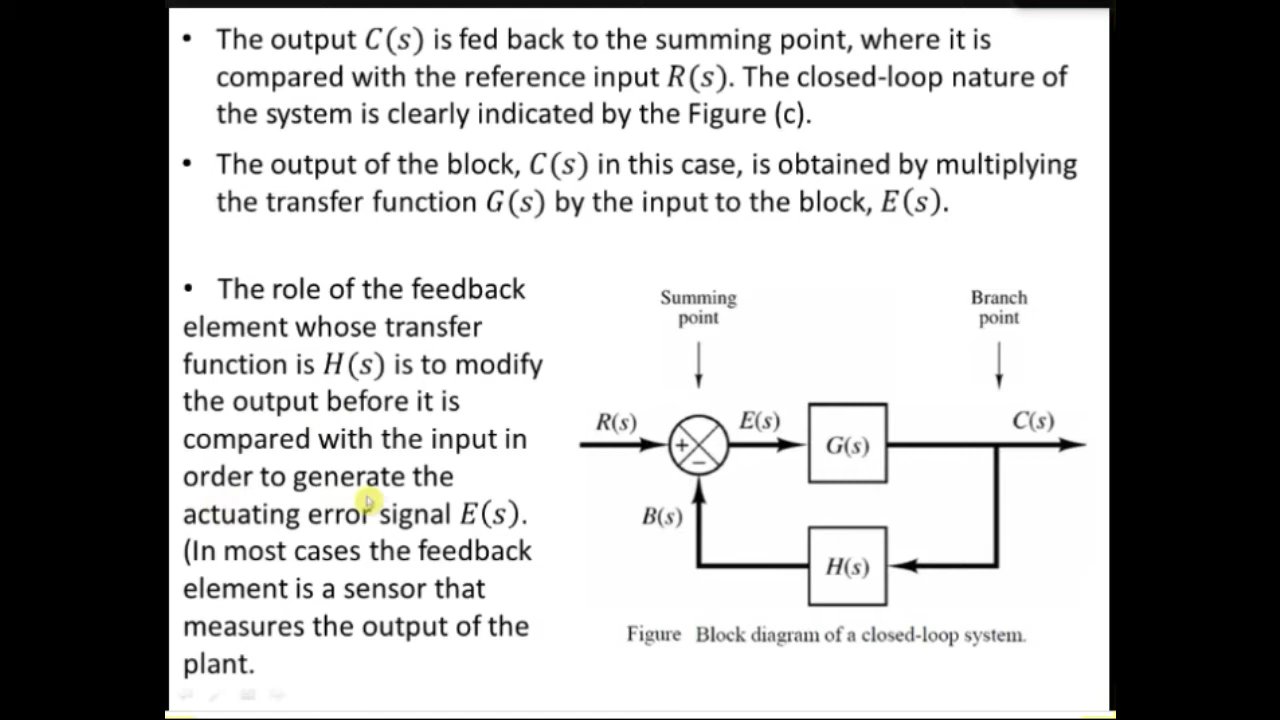 • The output C(s) is fed back to the summing point, where it is
compared with the reference input R(s). The closed-loop nature of
the system is clearly indicated by the Figure (c).
• The output of the block, C(s) in this case, is obtained by multiplying
the transfer function G(s) by the input to the block, E(s).
• The role of the feedback
element whose transfer
function is H(s) is to modify
the output before it is
compared with the input in
order to generate the
actuating error signal E(s).
(In most cases the feedback
element is a sensor that
measures the output of the
plant.
Summing
point
Branch
point
R(s)
+
−
E(s)
G(s)
C(s)
B(s)
H(s)
Figure Block diagram of a closed-loop system.